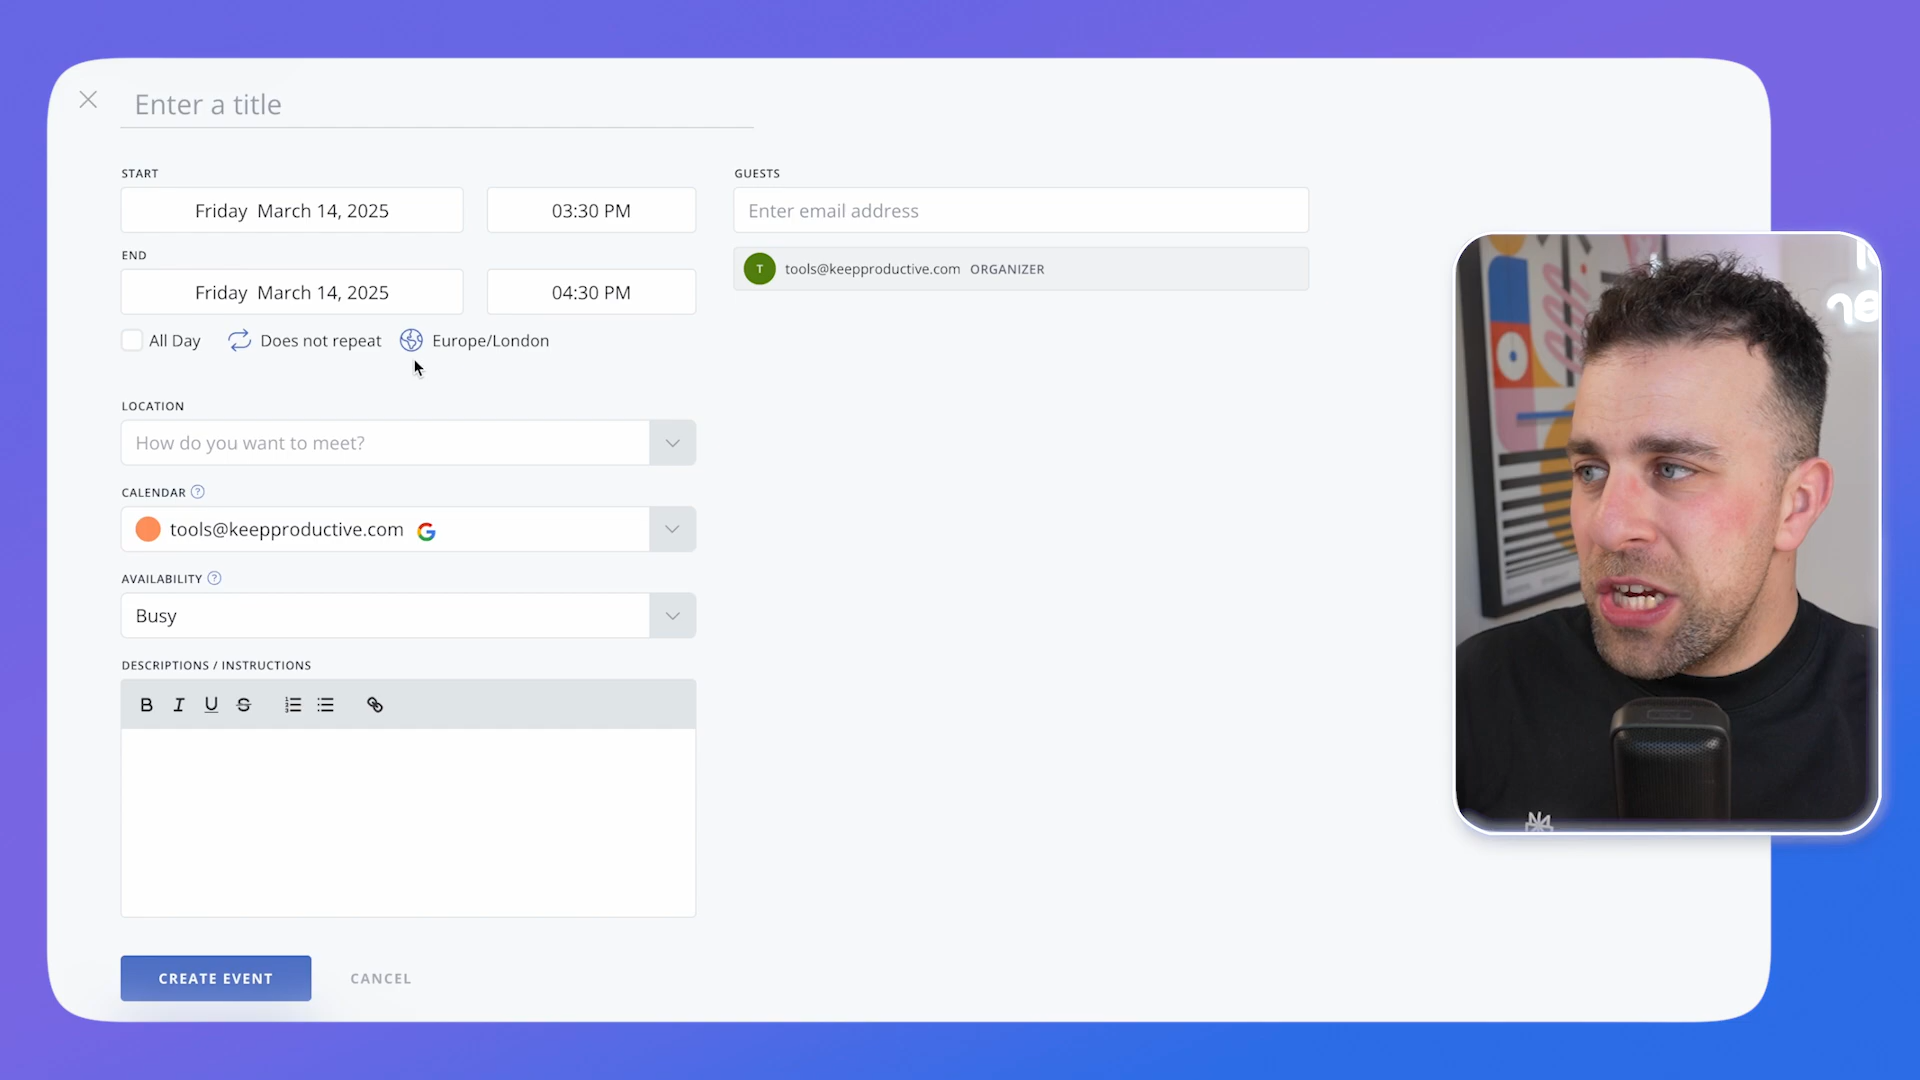 Enter a title
START
Friday March 14, 2025 03:30 PM
END
Friday March 14, 2025 04:30 PM
All Day Does not repeat Europe/London
LOCATION
How do you want to meet?
CALENDAR ?
tools@keepproductive.com
AVAILABILITY ?
Busy
DESCRIPTIONS / INSTRUCTIONS
B I U S
CREATE EVENT CANCEL
GUESTS
Enter email address
T tools@keepproductive.com ORGANIZER